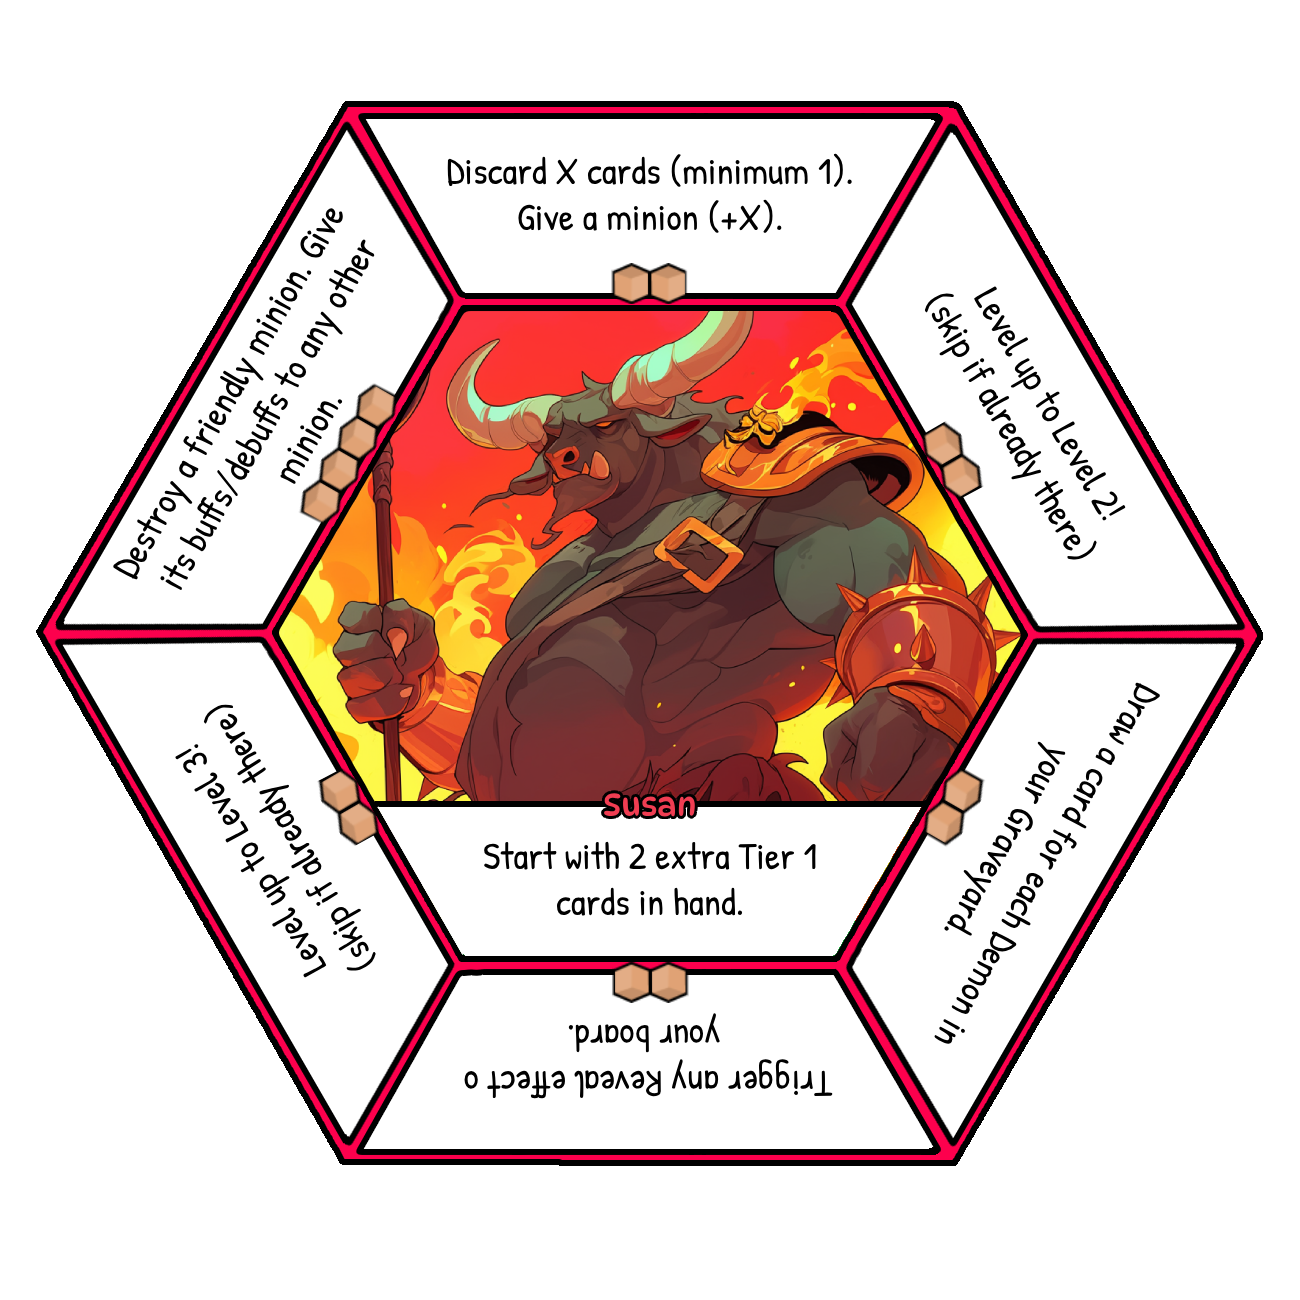 Discard X cards (minimum 1).
Give a minion (+X).
Level up to Level 2!
(skip if already there)
Draw a card for each Demon in
your Graveyard.
Trigger any Reveal effect o
your board.
Level up to Level 3!
(skip if already there)
Destroy a friendly minion. Give
its buffs/debuffs to any other
minion.
Susan
Start with 2 extra Tier 1
cards in hand.